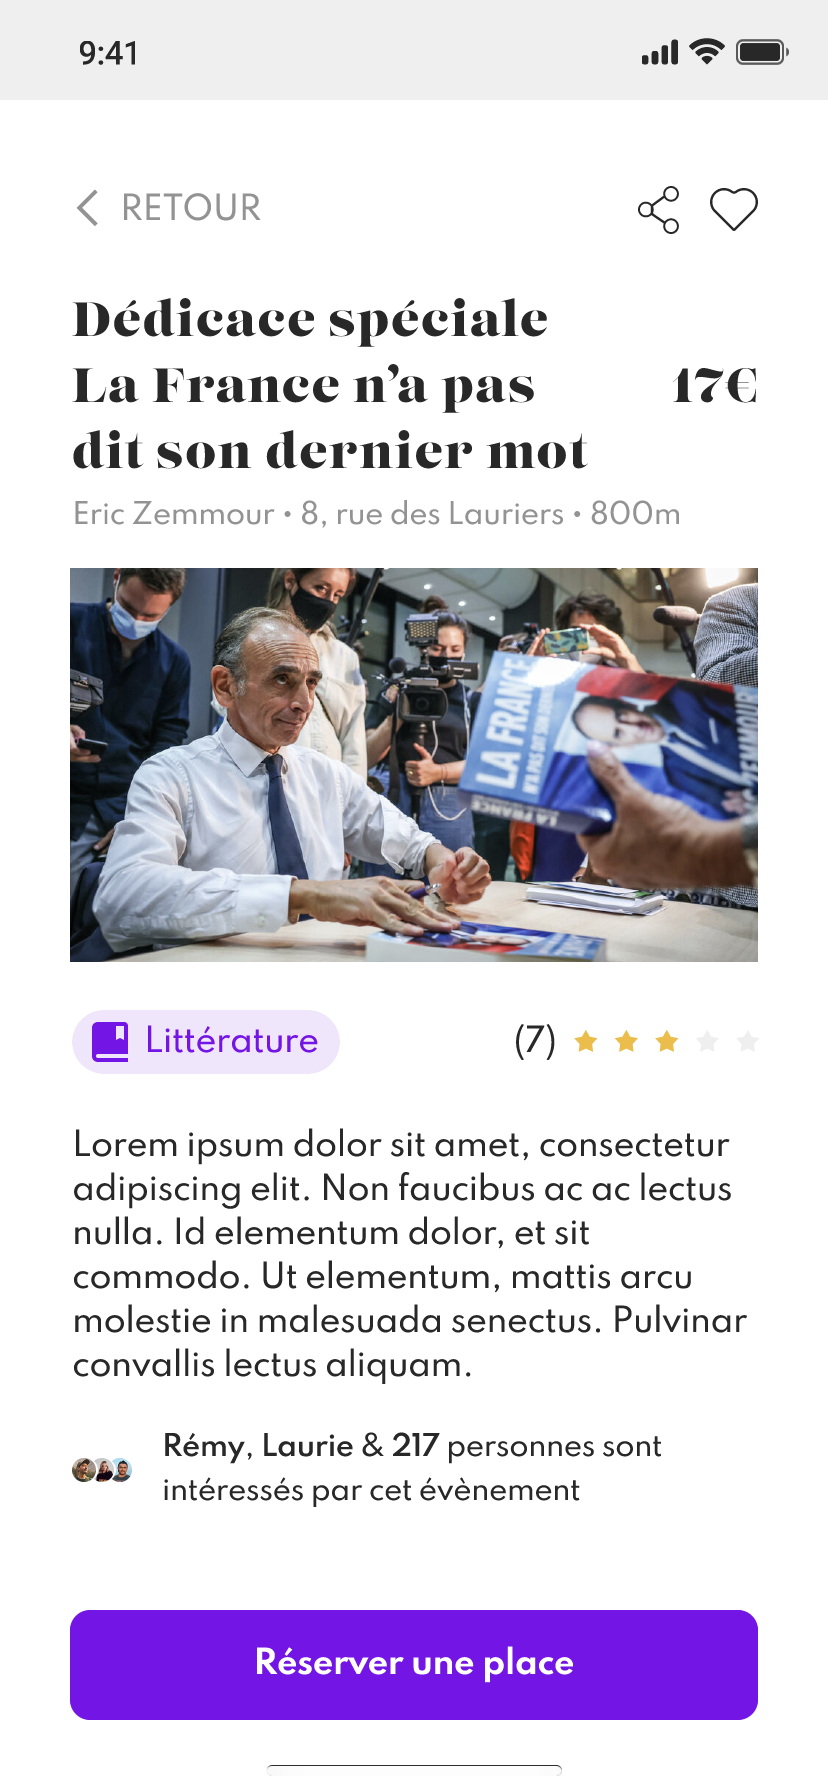 9:41
RETOUR
Dédicace spéciale
La France n’a pas
dit son dernier mot
17€
Eric Zemmour • 8, rue des Lauriers • 800m
LA FRANCE
N'A PAS DIT SON DERNIER MOT
ZEMMOUR
LA FRANCE
Littérature
(7)
Lorem ipsum dolor sit amet, consectetur
adipiscing elit. Non faucibus ac ac lectus
nulla. Id elementum dolor, et sit
commodo. Ut elementum, mattis arcu
molestie in malesuada senectus. Pulvinar
convallis lectus aliquam.
Rémy, Laurie & 217 personnes sont
intéressés par cet évènement
Réserver une place